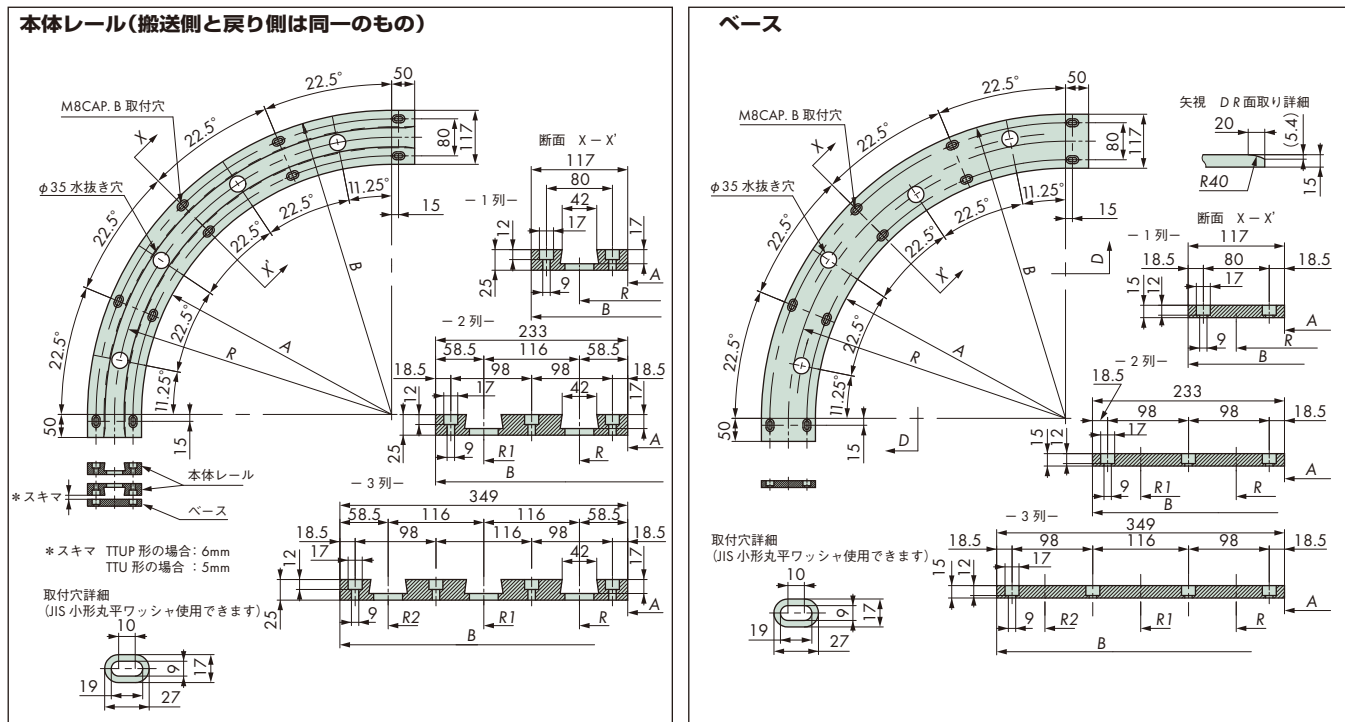 本体レール(搬送側と戻り側は同一のもの)
22.5°
50
M8CAP. B 取付穴
22.5°
X
80
117
φ35 水抜き穴
22.5°
11.25°
22.5°
15
22.5°
X'
B
22.5°
22.5°
A
R
11.25°
50
15
断面 X－X'
117
80
－1列－
42
17
12
17
25
9
A
R
B
－2列－
233
58.5
116
58.5
18.5
98
98
18.5
17
42
12
17
25
9
R1
R
A
B
本体レール
＊スキマ
ベース
－3列－
349
58.5
116
116
58.5
18.5
98
116
98
18.5
17
42
12
17
25
9
R2
R1
R
A
B
＊スキマ TTUP 形の場合：6mm
TTU 形の場合 ：5mm
取付穴詳細
(JIS 小形丸平ワッシャ使用できます)
10
9
17
19
27
ベース
22.5°
50
M8CAP. B 取付穴
22.5°
X
80
117
φ35 水抜き穴
22.5°
11.25°
22.5°
15
22.5°
X'
B
D
22.5°
22.5°
A
R
11.25°
50
15
D
矢視 D R 面取り詳細
20
(5.4)
R40
15
断面 X－X'
－1列－
117
18.5
80
18.5
17
15
12
9
R
A
B
－2列－
18.5
233
98
98
18.5
17
15
12
9
R1
R
A
B
－3列－
349
18.5
98
116
98
18.5
17
15
12
9
R2
R1
R
A
B
取付穴詳細
(JIS 小形丸平ワッシャ使用できます)
10
9
17
19
27